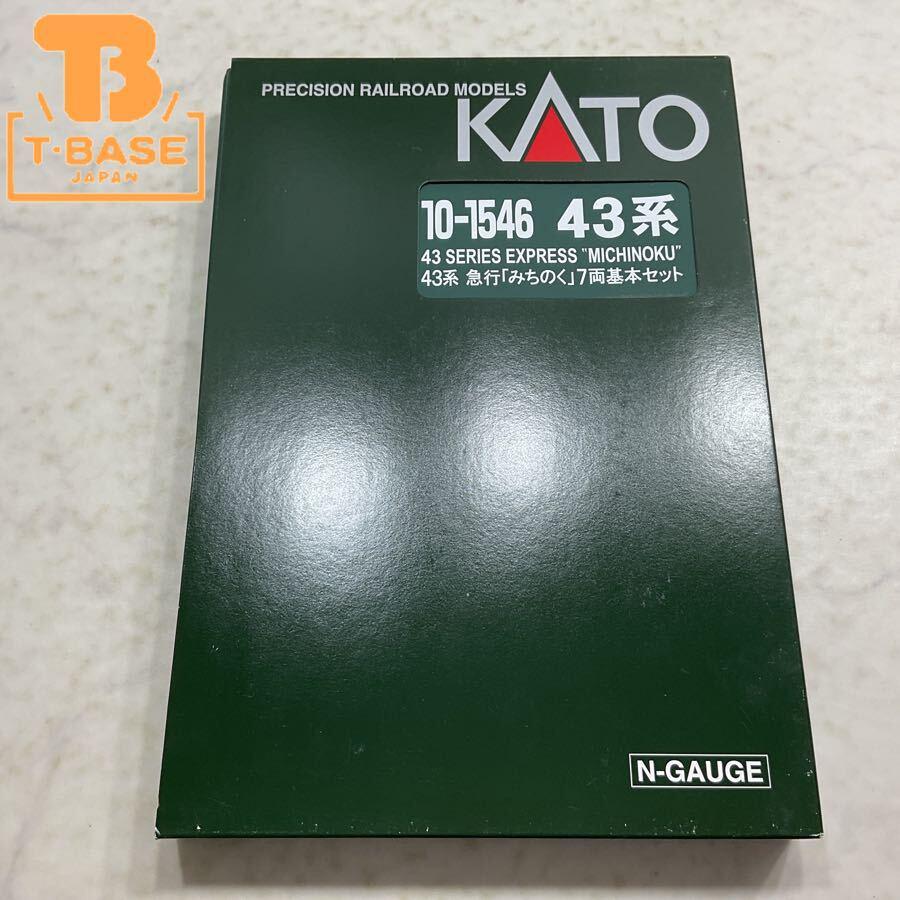 B
T·BASE
JAPAN
PRECISION RAILROAD MODELS
KATO
10-1546 43系
43 SERIES EXPRESS "MICHINOKU"
43系 急行「みちのく」7両基本セット
N-GAUGE